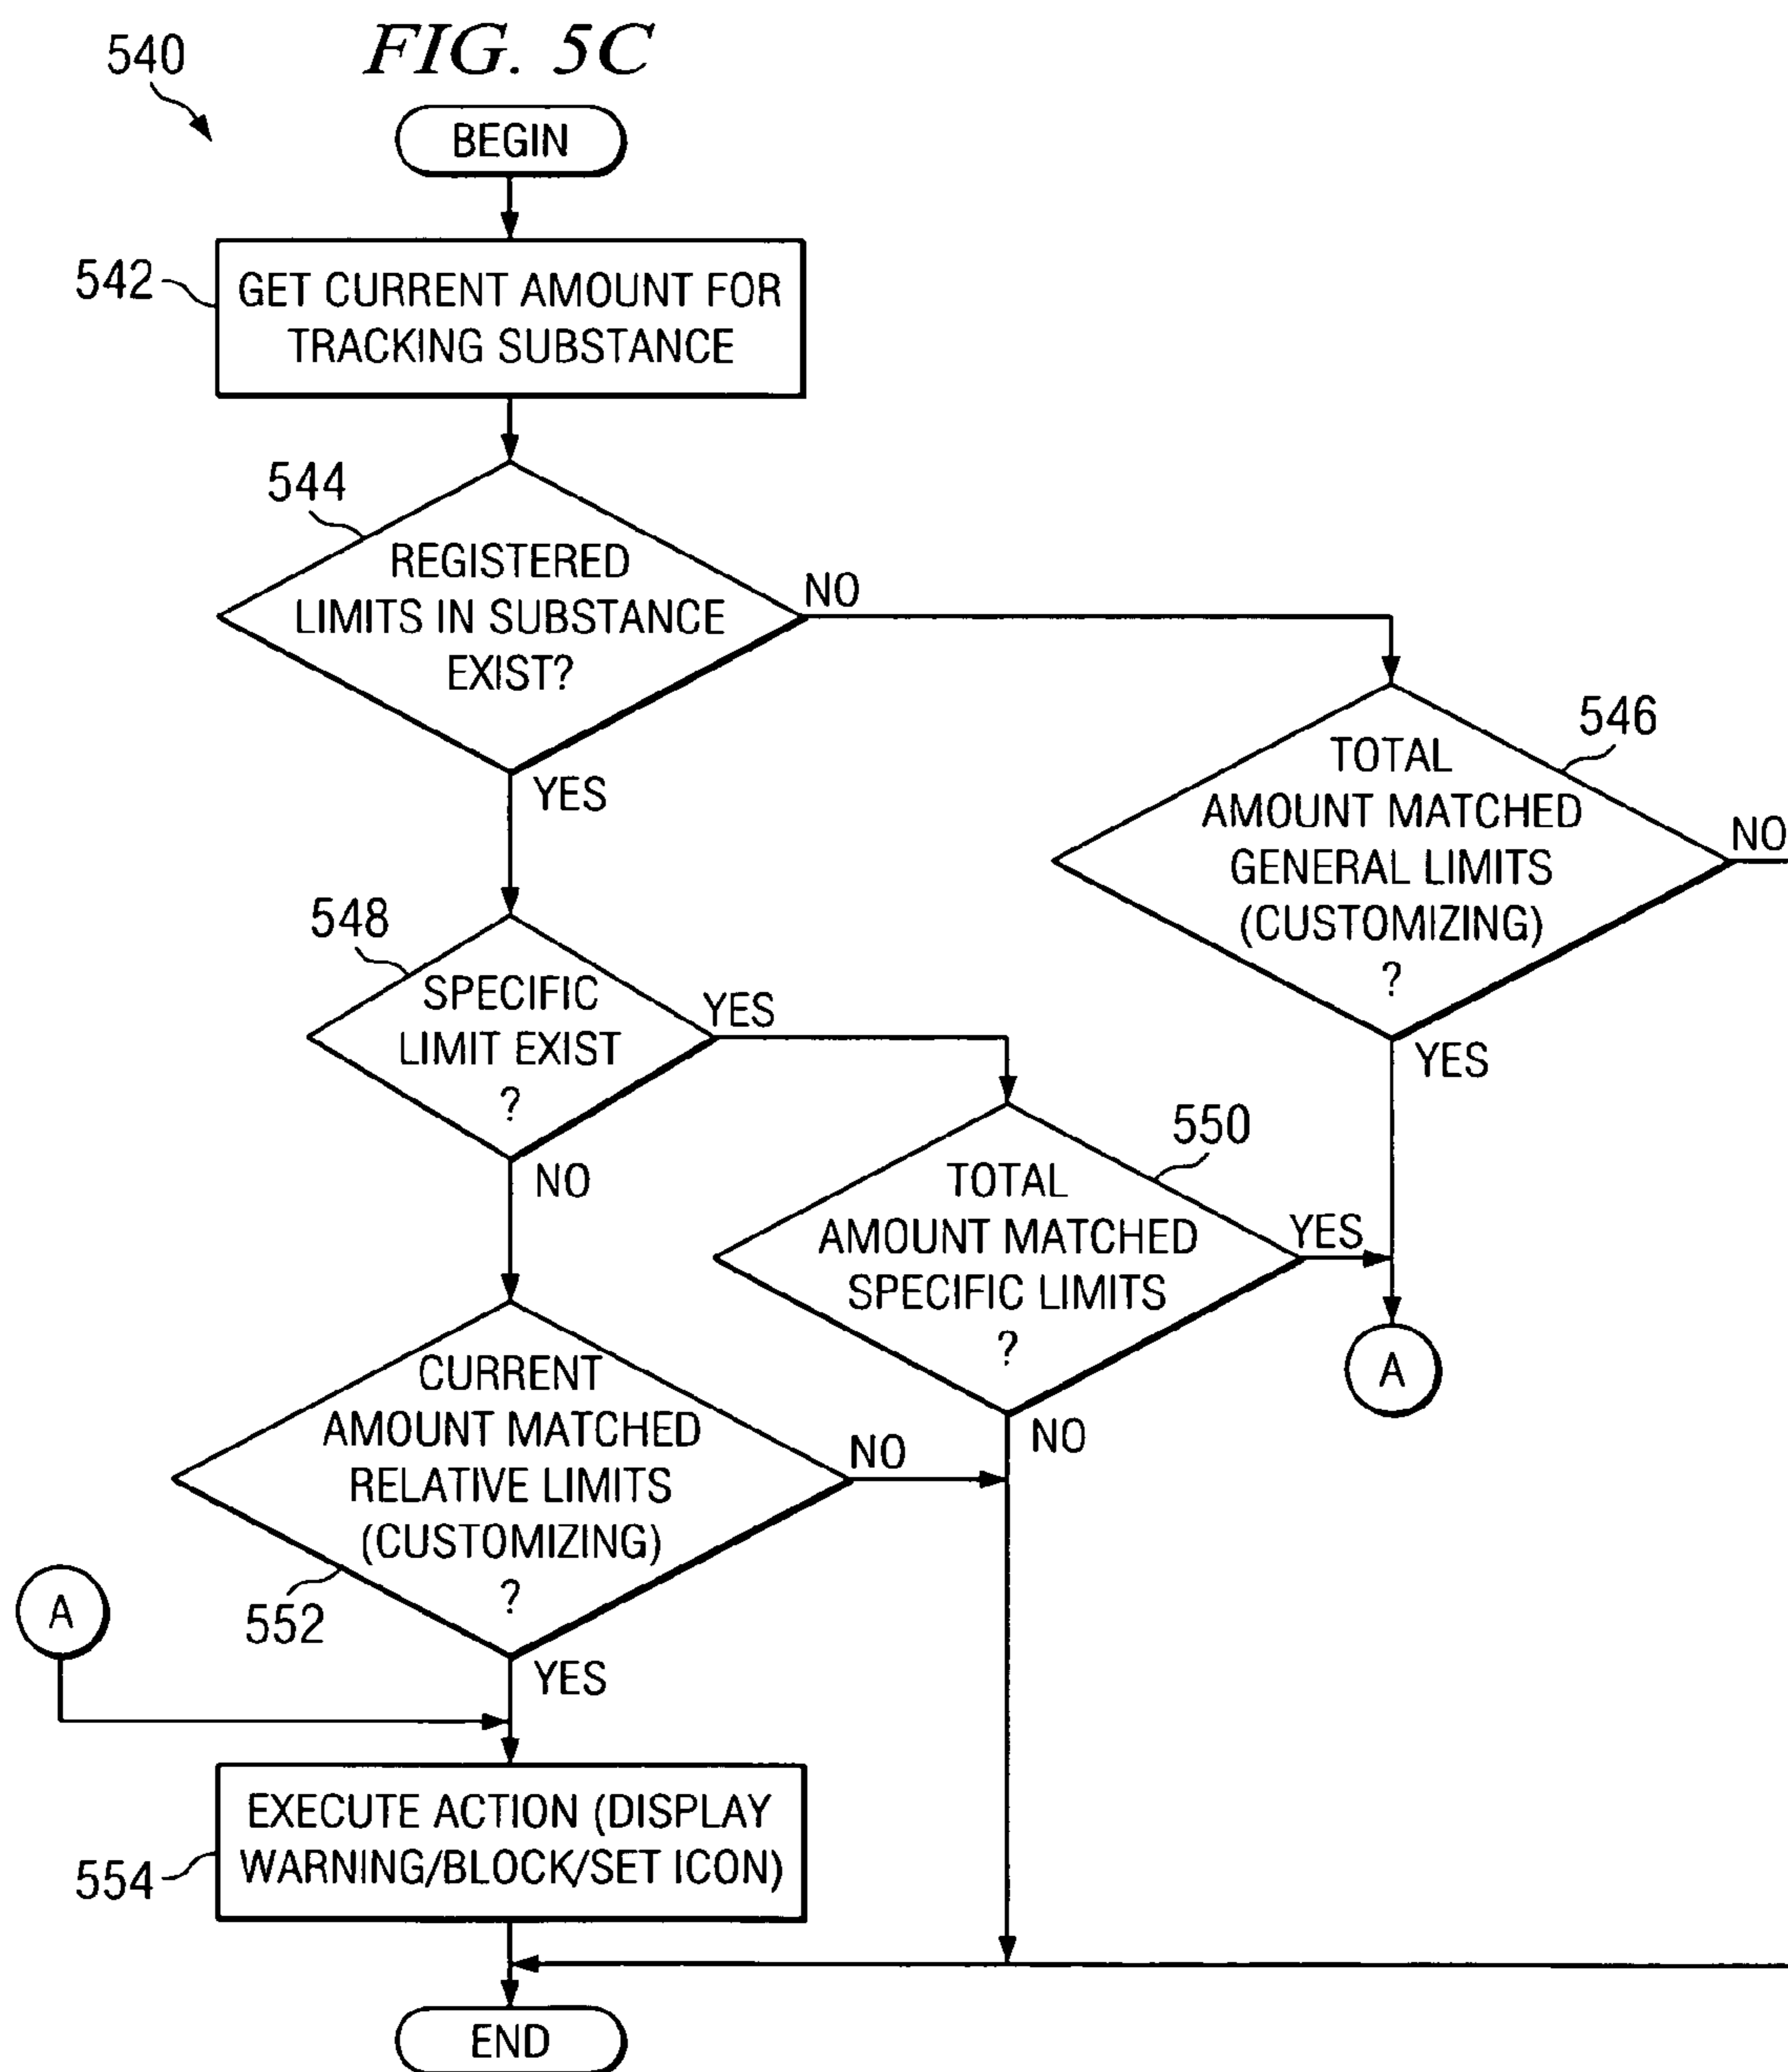 540
FIG. 5C
BEGIN
542
GET CURRENT AMOUNT FOR
TRACKING SUBSTANCE
544
REGISTERED
LIMITS IN SUBSTANCE
EXIST?
NO
YES
546
TOTAL
AMOUNT MATCHED
GENERAL LIMITS
(CUSTOMIZING)
?
NO
YES
548
SPECIFIC
LIMIT EXIST
?
YES
NO
550
TOTAL
AMOUNT MATCHED
SPECIFIC LIMITS
?
YES
NO
A
CURRENT
AMOUNT MATCHED
RELATIVE LIMITS
(CUSTOMIZING)
?
NO
552
YES
A
EXECUTE ACTION (DISPLAY
WARNING/BLOCK/SET ICON)
554
END